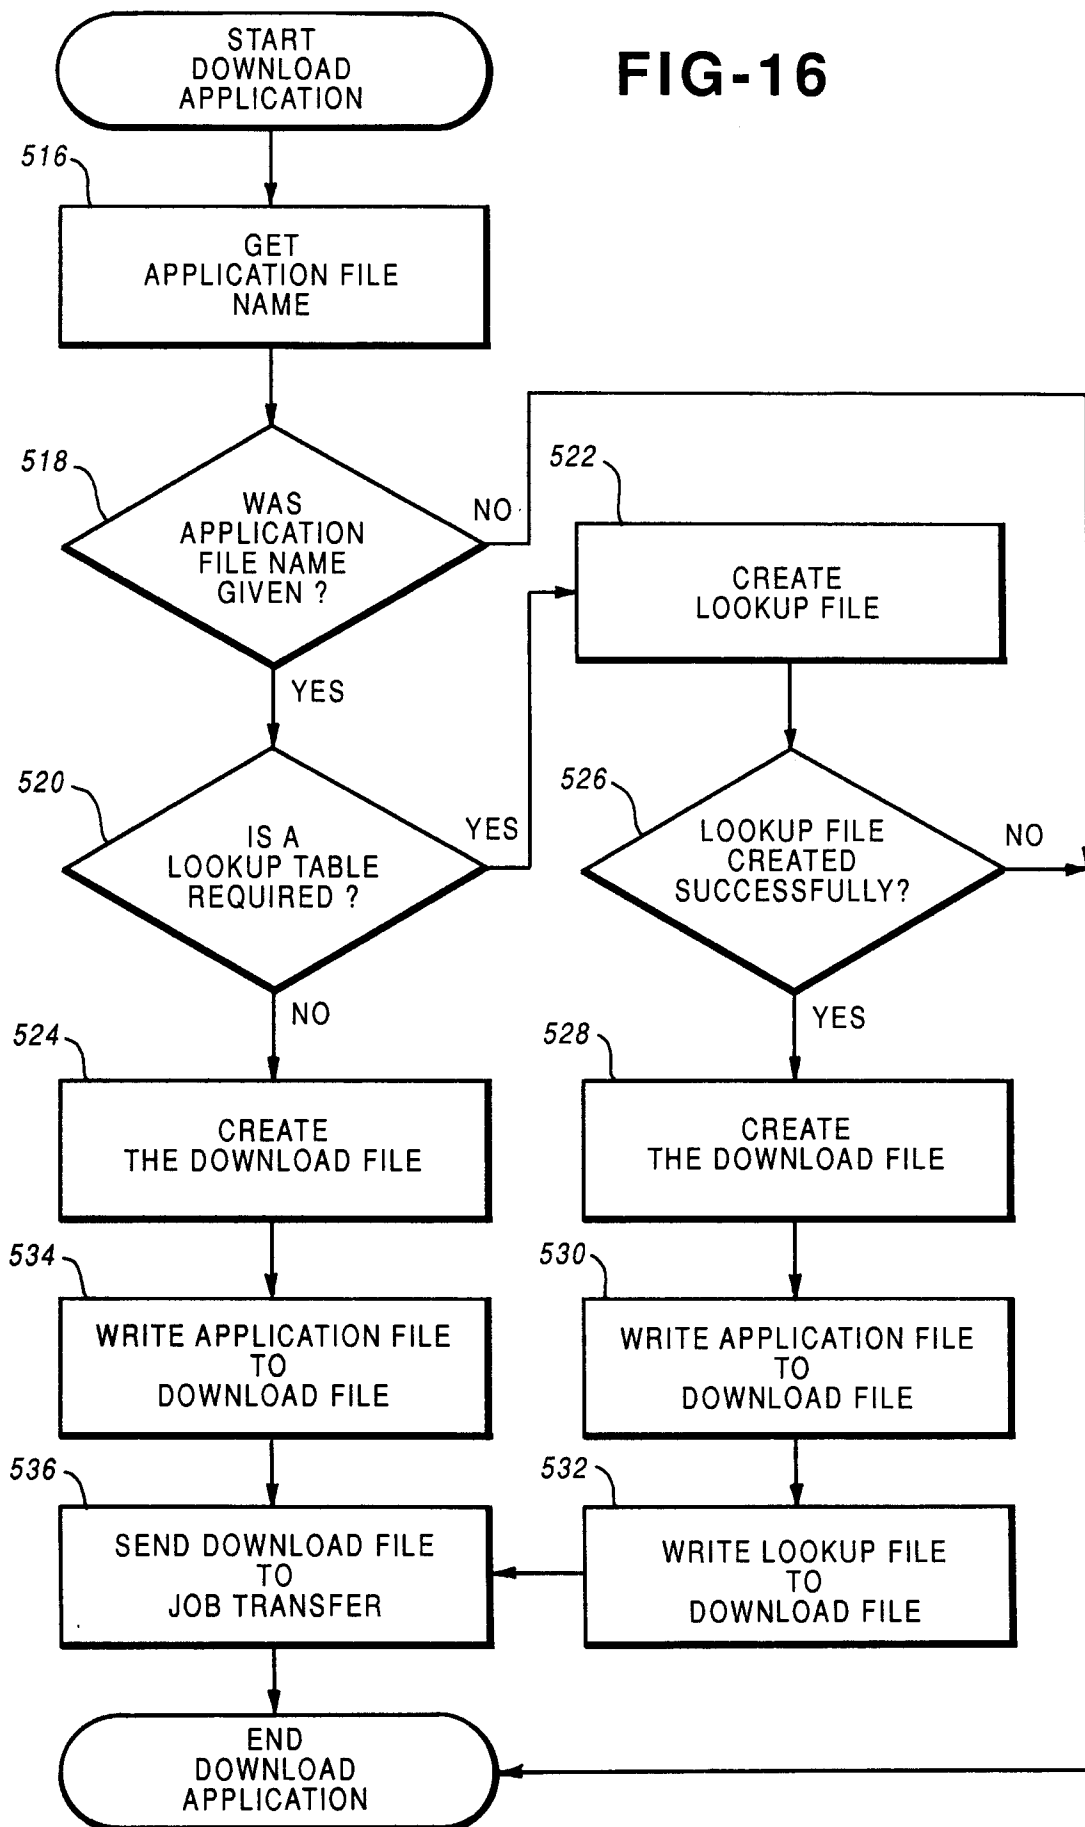 START
DOWNLOAD
APPLICATION
FIG-16
516
GET
APPLICATION FILE
NAME
518
WAS
APPLICATION
FILE NAME
GIVEN ?
NO
YES
522
CREATE
LOOKUP FILE
520
IS A
LOOKUP TABLE
REQUIRED ?
YES
NO
526
LOOKUP FILE
CREATED
SUCCESSFULLY?
NO
YES
524
CREATE
THE DOWNLOAD FILE
528
CREATE
THE DOWNLOAD FILE
534
WRITE APPLICATION FILE
TO
DOWNLOAD FILE
530
WRITE APPLICATION FILE
TO
DOWNLOAD FILE
536
SEND DOWNLOAD FILE
TO
JOB TRANSFER
532
WRITE LOOKUP FILE
TO
DOWNLOAD FILE
END
DOWNLOAD
APPLICATION